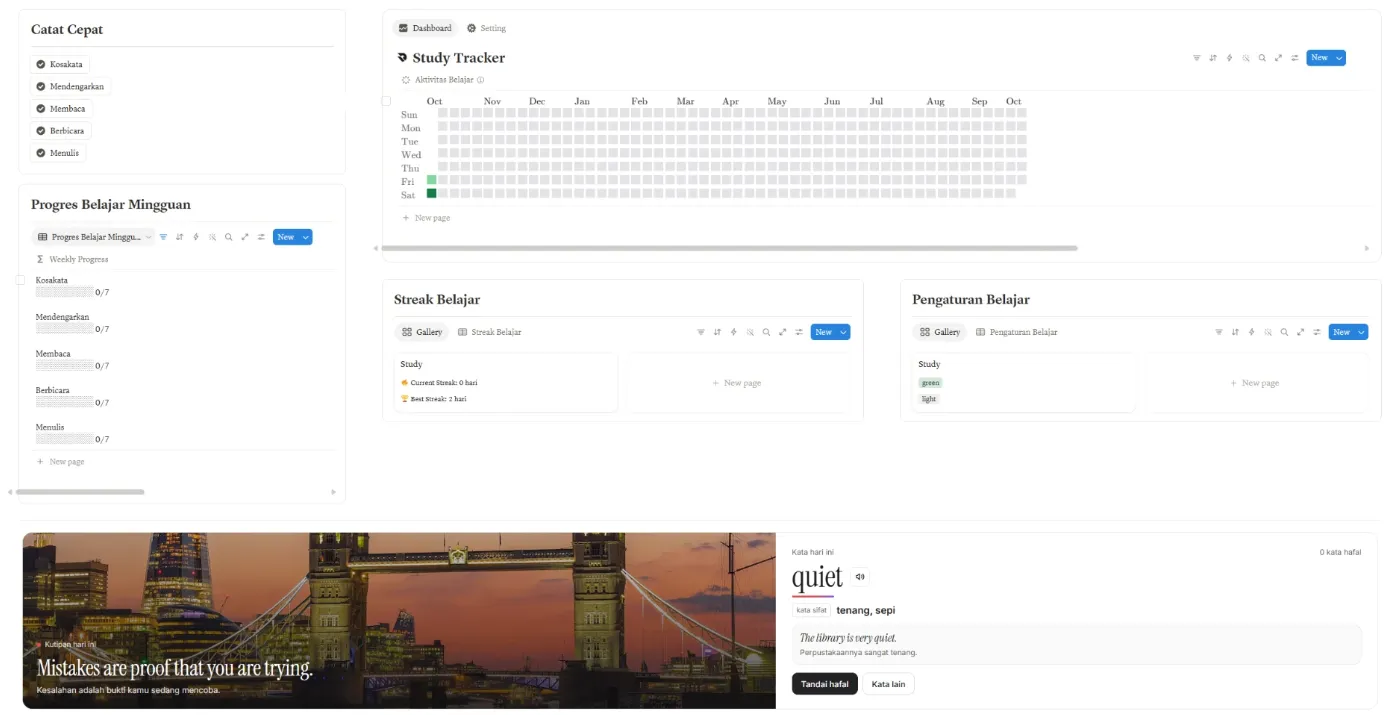 Catat Cepat
Kosakata
Mendengarkan
Membaca
Berbicara
Menulis
Progres Belajar Mingguan
Progres Belajar Minggu...
New
Weekly Progress
Kosakata
0/7
Mendengarkan
0/7
Membaca
0/7
Berbicara
0/7
Menulis
0/7
+ New page
Dashboard Setting
Study Tracker
New
Aktivitas Belajar
Oct Nov Dec Jan Feb Mar Apr May Jun Jul Aug Sep Oct
Sun
Mon
Tue
Wed
Thu
Fri
Sat
+ New page
Streak Belajar
Gallery Streak Belajar New
Study
Current Streak: 0 hari
Best Streak: 2 hari
+ New page
Pengaturan Belajar
Gallery Pengaturan Belajar New
Study
green
light
+ New page
Kutipan hari ini
Mistakes are proof that you are trying.
Kesalahan adalah bukti kamu sedang mencoba.
Kata hari ini 0 kata hafal
quiet
kata sifat tenang, sepi
The library is very quiet.
Perpustakaannya sangat tenang.
Tandai hafal Kata lain